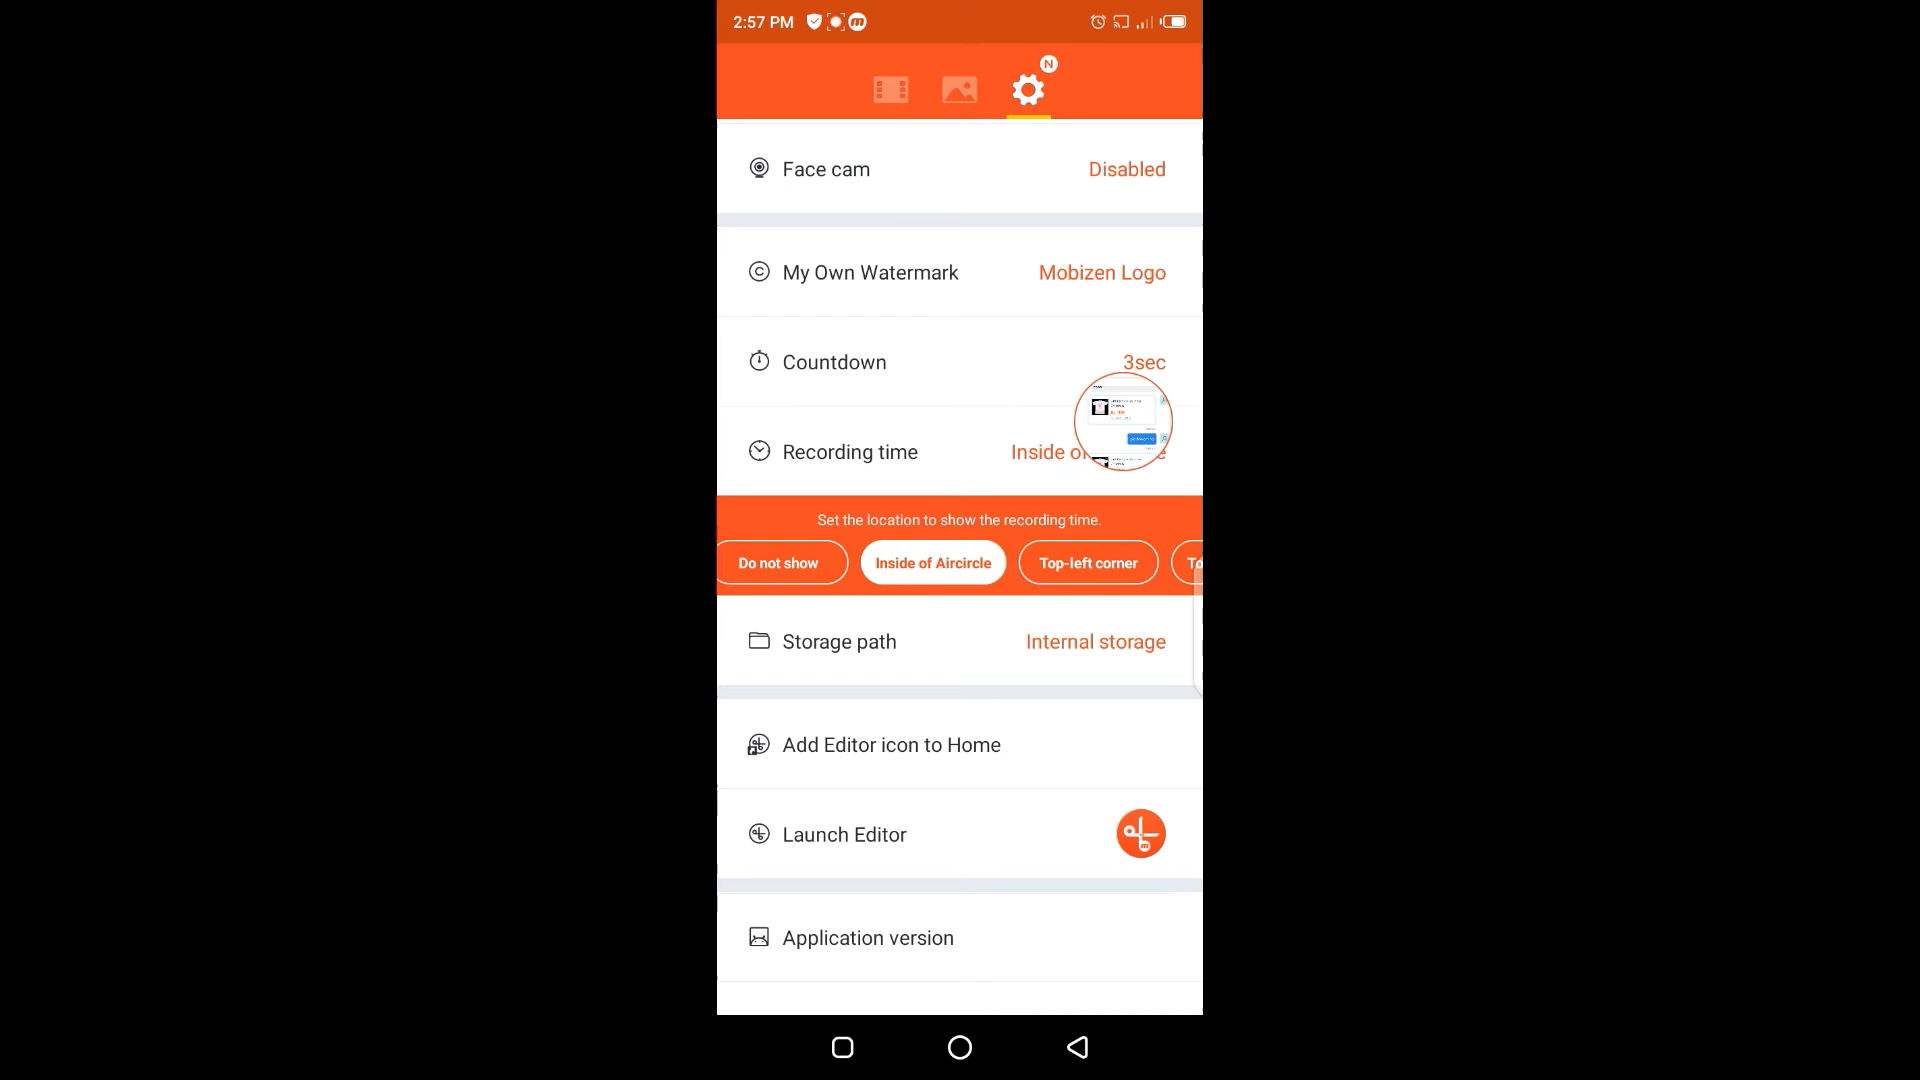 2:57 PM
N
Face cam Disabled
My Own Watermark Mobizen Logo
Countdown 3sec
Recording time Inside of
Set the location to show the recording time.
Do not show Inside of Aircircle Top-left corner To
Storage path Internal storage
Add Editor icon to Home
Launch Editor
Application version